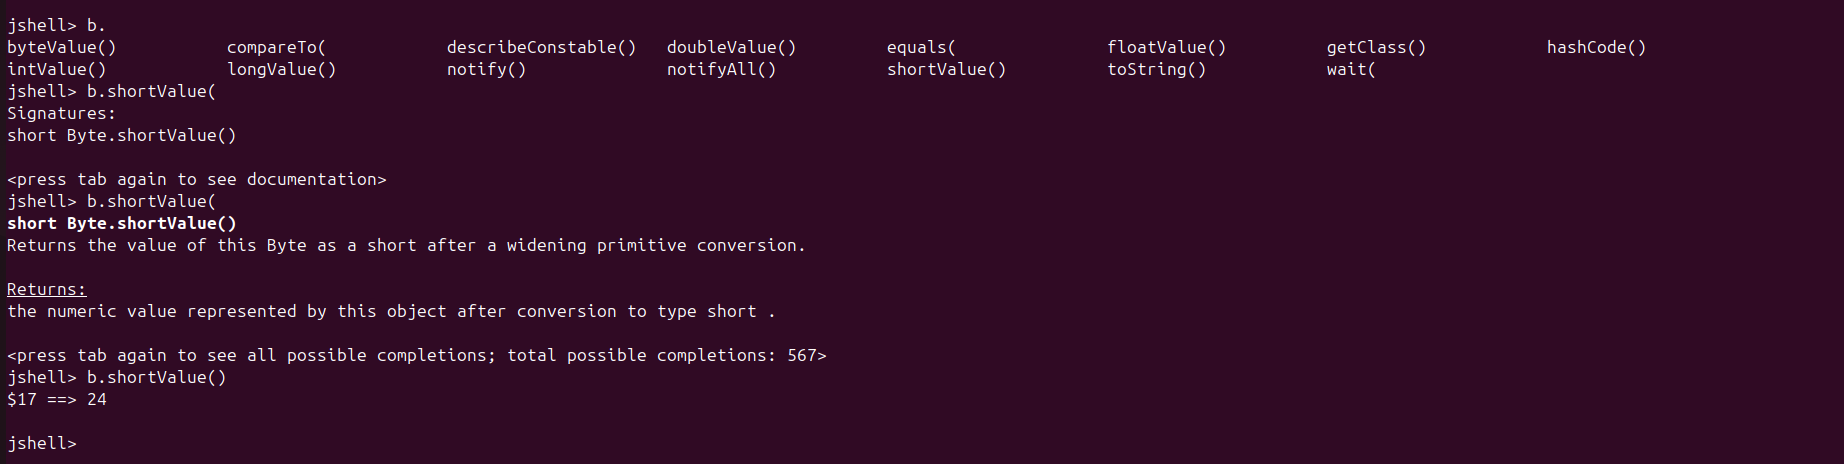 jshell> b.
byteValue() compareTo( describeConstable() doubleValue() equals( floatValue() getClass() hashCode()
intValue() longValue() notify() notifyAll() shortValue() toString() wait(
jshell> b.shortValue(
Signatures:
short Byte.shortValue()
<press tab again to see documentation>
jshell> b.shortValue(
short Byte.shortValue()
Returns the value of this Byte as a short after a widening primitive conversion.
Returns:
the numeric value represented by this object after conversion to type short .
<press tab again to see all possible completions; total possible completions: 567>
jshell> b.shortValue()
$17 ==> 24
jshell>